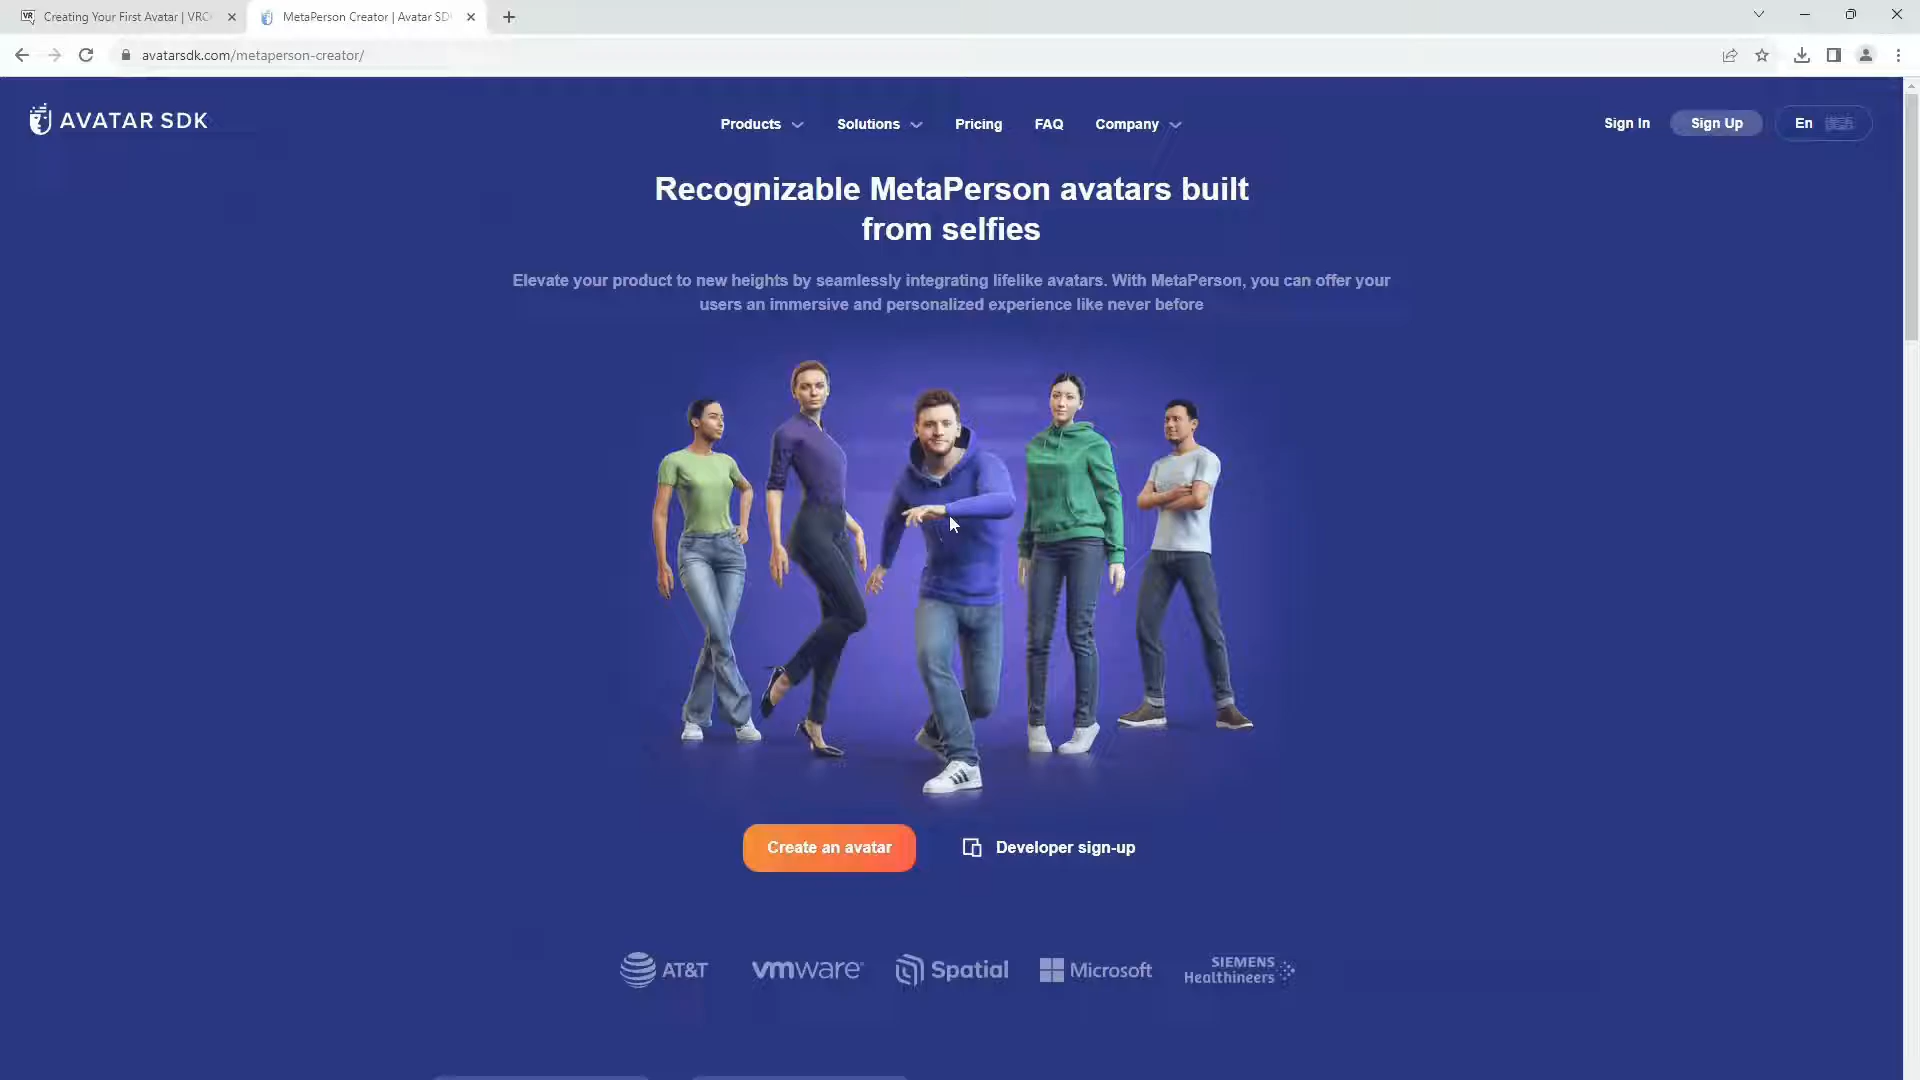 Creating Your First Avatar | VRC
MetaPerson Creator | Avatar SD
avatarsdk.com/metaperson-creator/
AVATAR SDK
Products
Solutions
Pricing
FAQ
Company
Sign In
Sign Up
En
Recognizable MetaPerson avatars built
from selfies
Elevate your product to new heights by seamlessly integrating lifelike avatars. With MetaPerson, you can offer your
users an immersive and personalized experience like never before
Create an avatar
Developer sign-up
AT&T
vmware
Spatial
Microsoft
SIEMENS
Healthineers